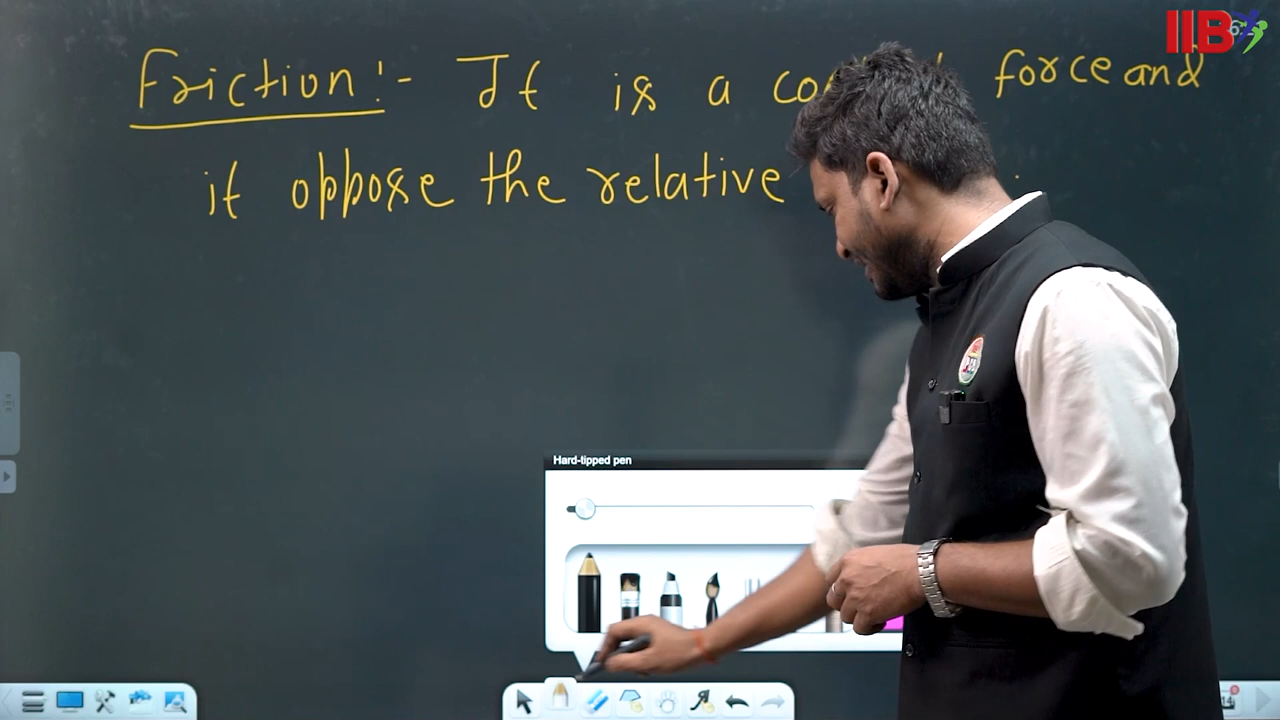 IIB
Friction:- It is a force and
it oppose the relative
Hard-tipped pen